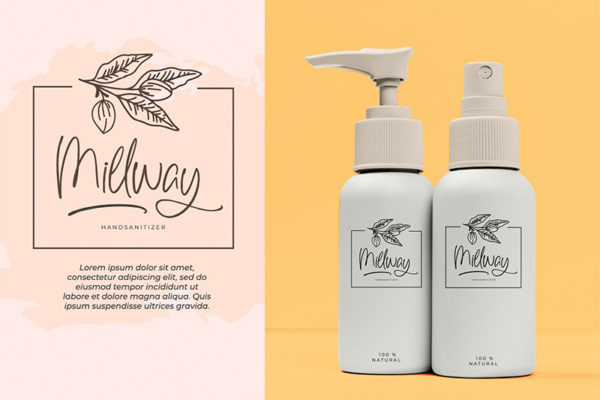 Millway
HANDSANITIZER
Lorem ipsum dolor sit amet,
consectetur adipiscing elit, sed do
eiusmod tempor incididunt ut
labore et dolore magna aliqua. Quis
ipsum suspendisse ultrices gravida.
Millway
HANDSANITIZER
100 %
NATURAL
Millway
HANDSANITIZER
100 %
NATURAL